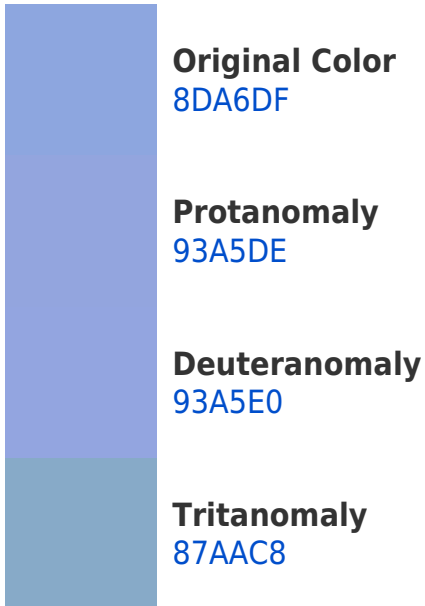 Original Color
8DA6DF
Protanomaly
93A5DE
Deuteranomaly
93A5E0
Tritanomaly
87AAC8